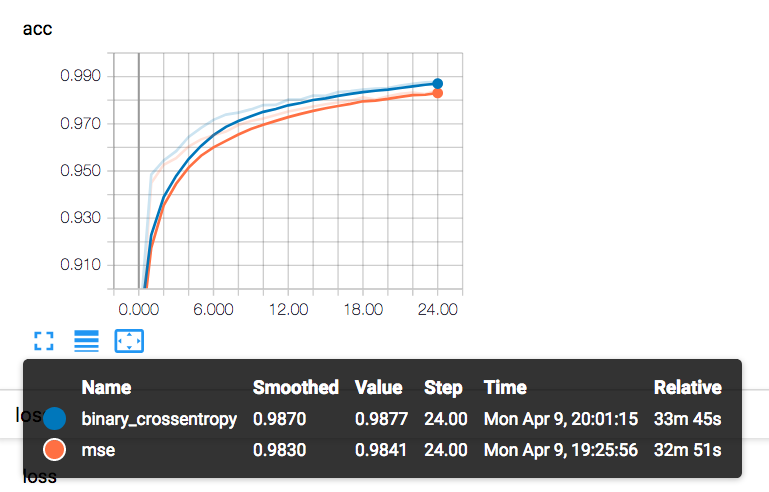 acc
0.990
0.970
0.950
0.930
0.910
0.000 6.000 12.00 18.00 24.00
Name Smoothed Value Step Time Relative
loss
binary_crossentropy 0.9870 0.9877 24.00 Mon Apr 9, 20:01:15 33m 45s
mse 0.9830 0.9841 24.00 Mon Apr 9, 19:25:56 32m 51s
loss